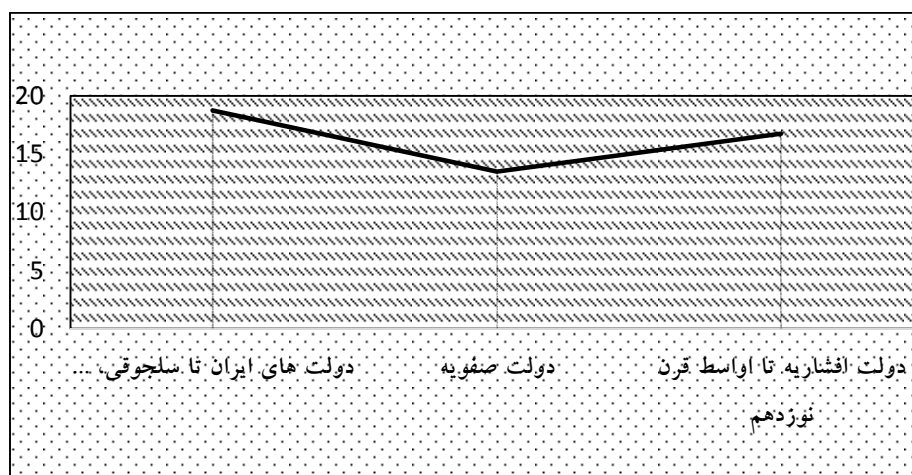 20
15
10
5
0
دولت های ایران تا سلجوقی، ...
دولت صفویه
دولت افشاریه تا اواسط قرن
نوزدهم